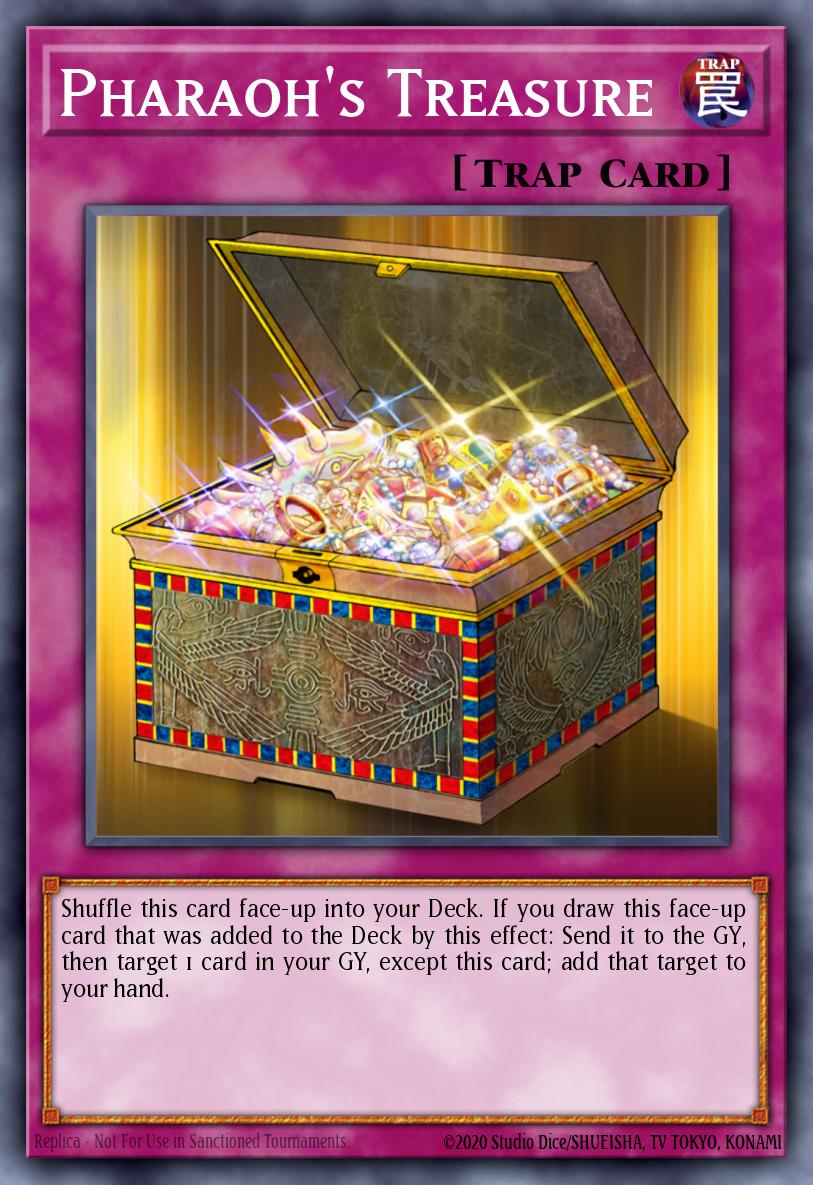 Pharaoh's Treasure
TRAP
罠
[Trap Card]
Shuffle this card face-up into your Deck. If you draw this face-up
card that was added to the Deck by this effect: Send it to the GY,
then target 1 card in your GY, except this card; add that target to
your hand.
Replica - Not For Use in Sanctioned Tournaments.
©2020 Studio Dice/SHUEISHA, TV TOKYO, KONAMI